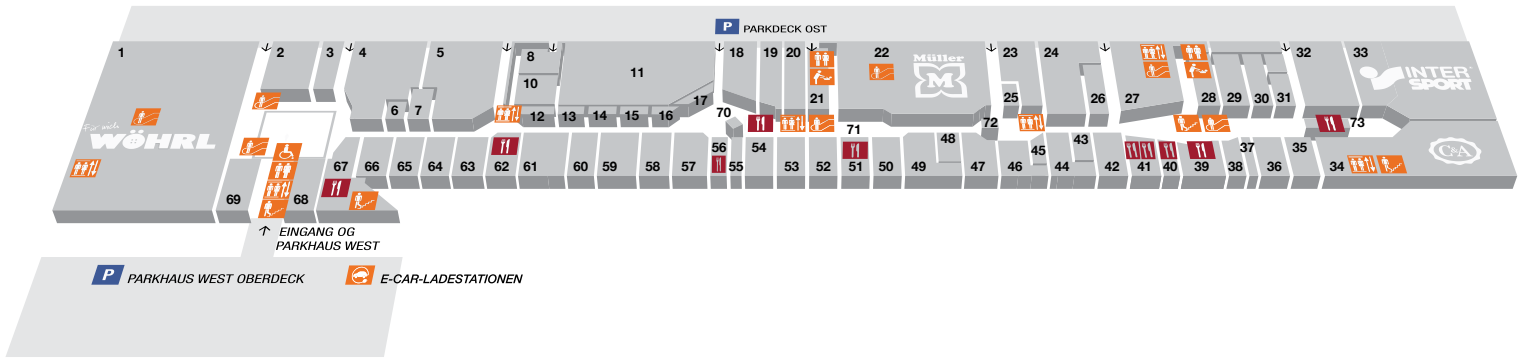 P PARKDECK OST
1 2 3 4 5 8 18 19 20 22 23 24 32 33
10 11
Müller
M
INTER
SPORT
6 7 17 21 25 26 27 28 29 30 31
12 13 14 15 16 70 71 72 73
Für mich
WÖHRL
C&A
56 54 48 45 43 37 35
67 66 65 64 63 62 61 60 59 58 57 55 53 52 51 50 49 47 46 44 42 41 40 39 38 36 34
69 68
EINGANG OG
PARKHAUS WEST
P PARKHAUS WEST OBERDECK
E-CAR-LADESTATIONEN